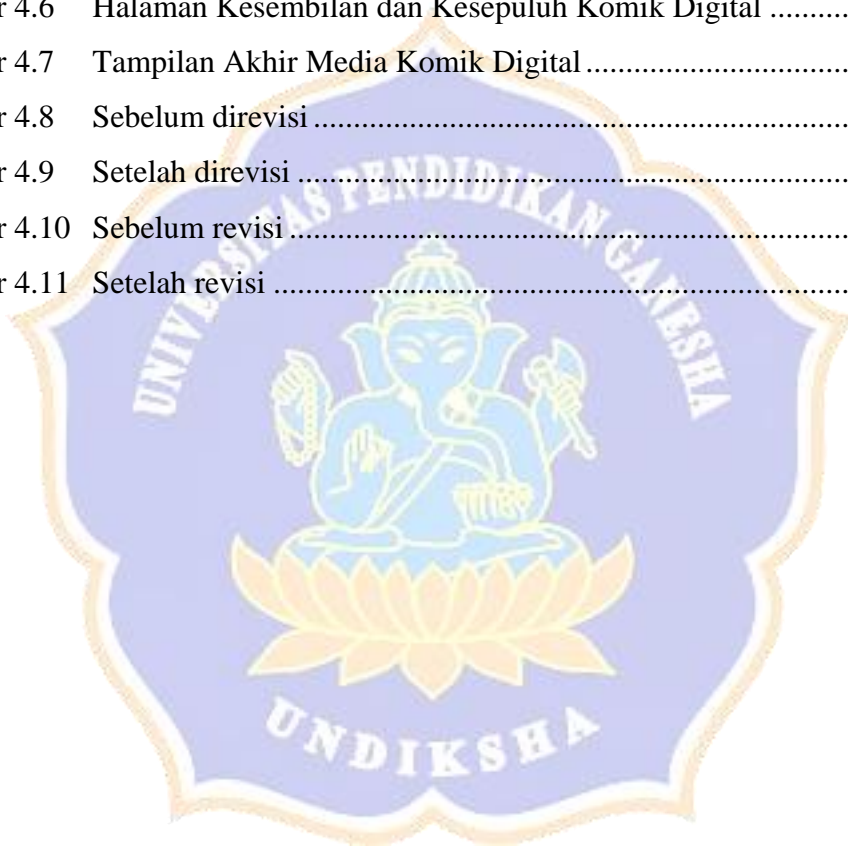 r 4.6 Halaman Kesembilan dan Kesepuluh Komik Digital ..........
r 4.7 Tampilan Akhir Media Komik Digital ..................................
r 4.8 Sebelum direvisi ....................................................................
r 4.9 Setelah direvisi ......................................................................
r 4.10 Sebelum revisi .......................................................................
r 4.11 Setelah revisi .........................................................................
UNIVERSITAS PENDIDIKAN GANESHA
UNDIKSHA